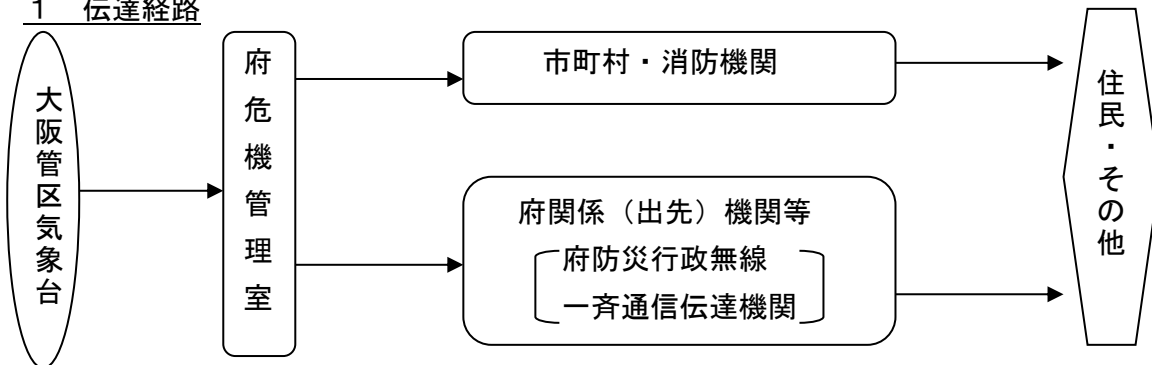 1 伝達経路
大阪管区気象台
府危機管理室
市町村・消防機関
府関係(出先)機関等
府防災行政無線
一斉通信伝達機関
住民・その他